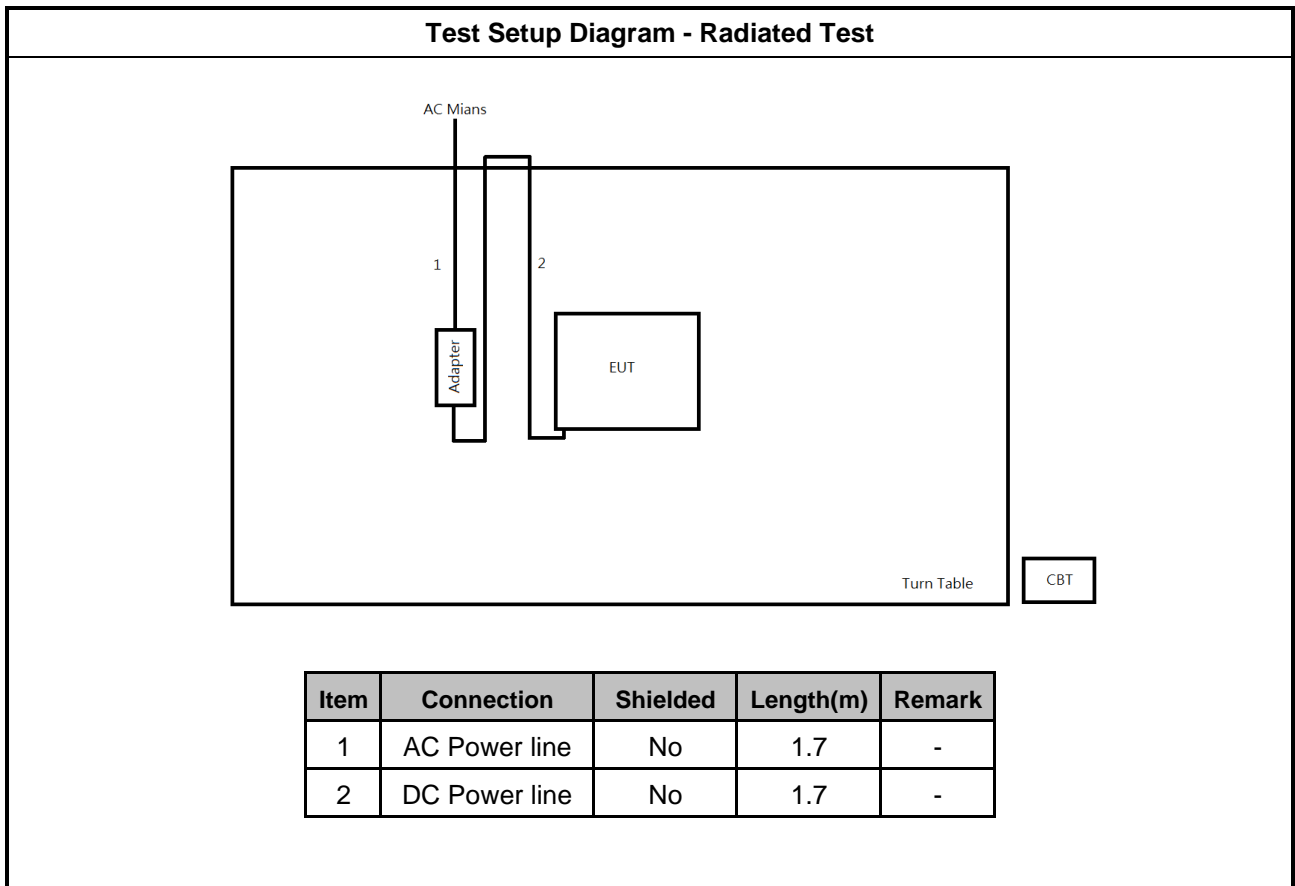 Test Setup Diagram - Radiated Test
AC Mians
1
2
Adapter
EUT
Turn Table
CBT
Item Connection Shielded Length(m) Remark
1 AC Power line No 1.7 -
2 DC Power line No 1.7 -